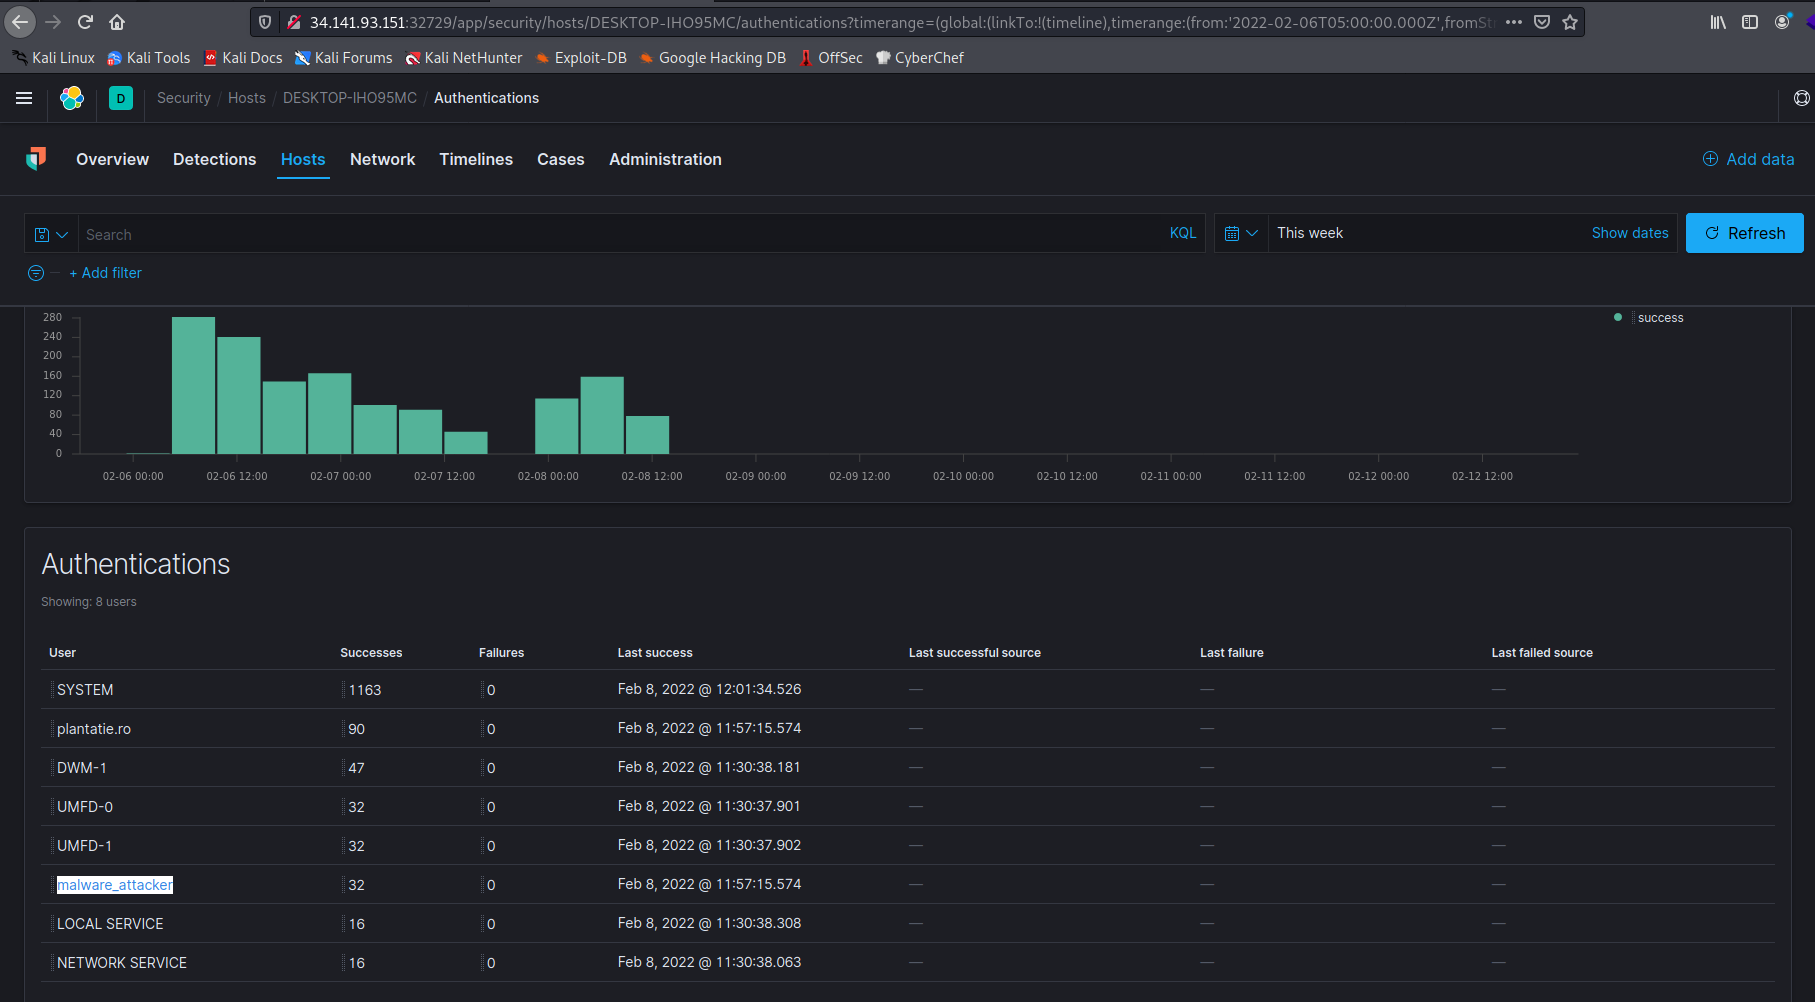 34.141.93.151:32729/app/security/hosts/DESKTOP-IHO95MC/authentications?timerange=(global:(linkTo:!(timeline),timerange:(from:'2022-02-06T05:00:00.000Z',fromStr
Kali Linux Kali Tools Kali Docs Kali Forums Kali NetHunter Exploit-DB Google Hacking DB OffSec CyberChef
D Security / Hosts / DESKTOP-IHO95MC / Authentications
Overview Detections Hosts Network Timelines Cases Administration Add data
Search KQL This week Show dates Refresh
+ Add filter
280
240
200
160
120
80
40
0
success
02-06 00:00 02-06 12:00 02-07 00:00 02-07 12:00 02-08 00:00 02-08 12:00 02-09 00:00 02-09 12:00 02-10 00:00 02-10 12:00 02-11 00:00 02-11 12:00 02-12 00:00 02-12 12:00
Authentications
Showing: 8 users
User Successes Failures Last success Last successful source Last failure Last failed source
SYSTEM 1163 0 Feb 8, 2022 @ 12:01:34.526 — — —
plantatie.ro 90 0 Feb 8, 2022 @ 11:57:15.574 — — —
DWM-1 47 0 Feb 8, 2022 @ 11:30:38.181 — — —
UMFD-0 32 0 Feb 8, 2022 @ 11:30:37.901 — — —
UMFD-1 32 0 Feb 8, 2022 @ 11:30:37.902 — — —
malware_attacker 32 0 Feb 8, 2022 @ 11:57:15.574 — — —
LOCAL SERVICE 16 0 Feb 8, 2022 @ 11:30:38.308 — — —
NETWORK SERVICE 16 0 Feb 8, 2022 @ 11:30:38.063 — — —